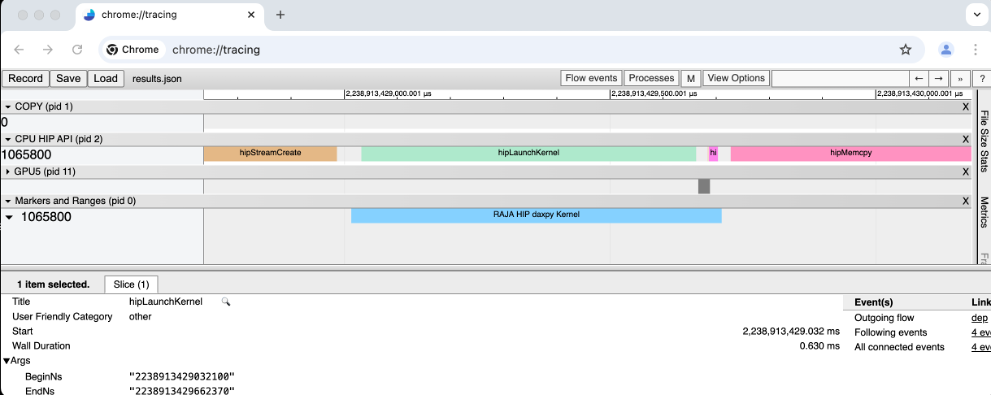 chrome://tracing
Chrome
chrome://tracing
Record Save Load results.json Flow events Processes M View Options ← → » ?
2,238,913,429,000.001 µs 2,238,913,429,500.001 µs 2,238,913,430,000.001 µs
COPY (pid 1) X
0
CPU HIP API (pid 2) X
1065800 hipStreamCreate hipLaunchKernel hi hipMemcpy
GPU5 (pid 11) X
Markers and Ranges (pid 0) X
1065800 RAJA HIP daxpy Kernel
File Size Stats
Metrics
Fra
1 item selected. Slice (1)
Title hipLaunchKernel Event(s) Link
User Friendly Category other Outgoing flow dep
Start 2,238,913,429.032 ms Following events 4 ev
Wall Duration 0.630 ms All connected events 4 ev
Args
BeginNs "2238913429032100"
EndNs "2238913429662370"